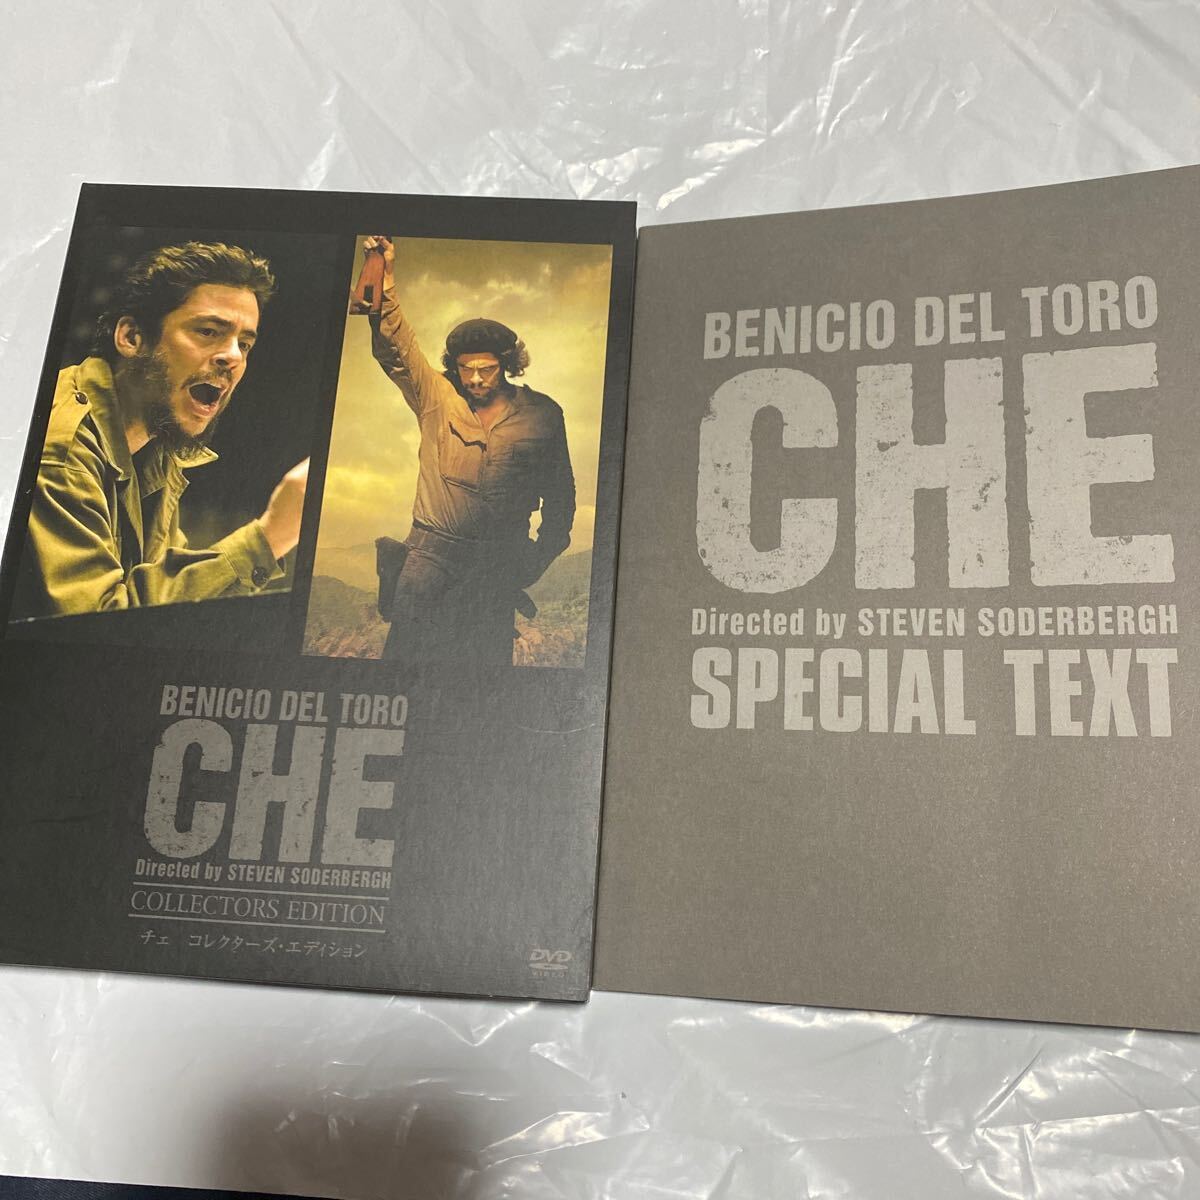 BENICIO DEL TORO
CHE
Directed by STEVEN SODERBERGH
COLLECTORS EDITION
チェ コレクターズ・エディション
DVD
VIDEO
BENICIO DEL TORO
CHE
Directed by STEVEN SODERBERGH
SPECIAL TEXT